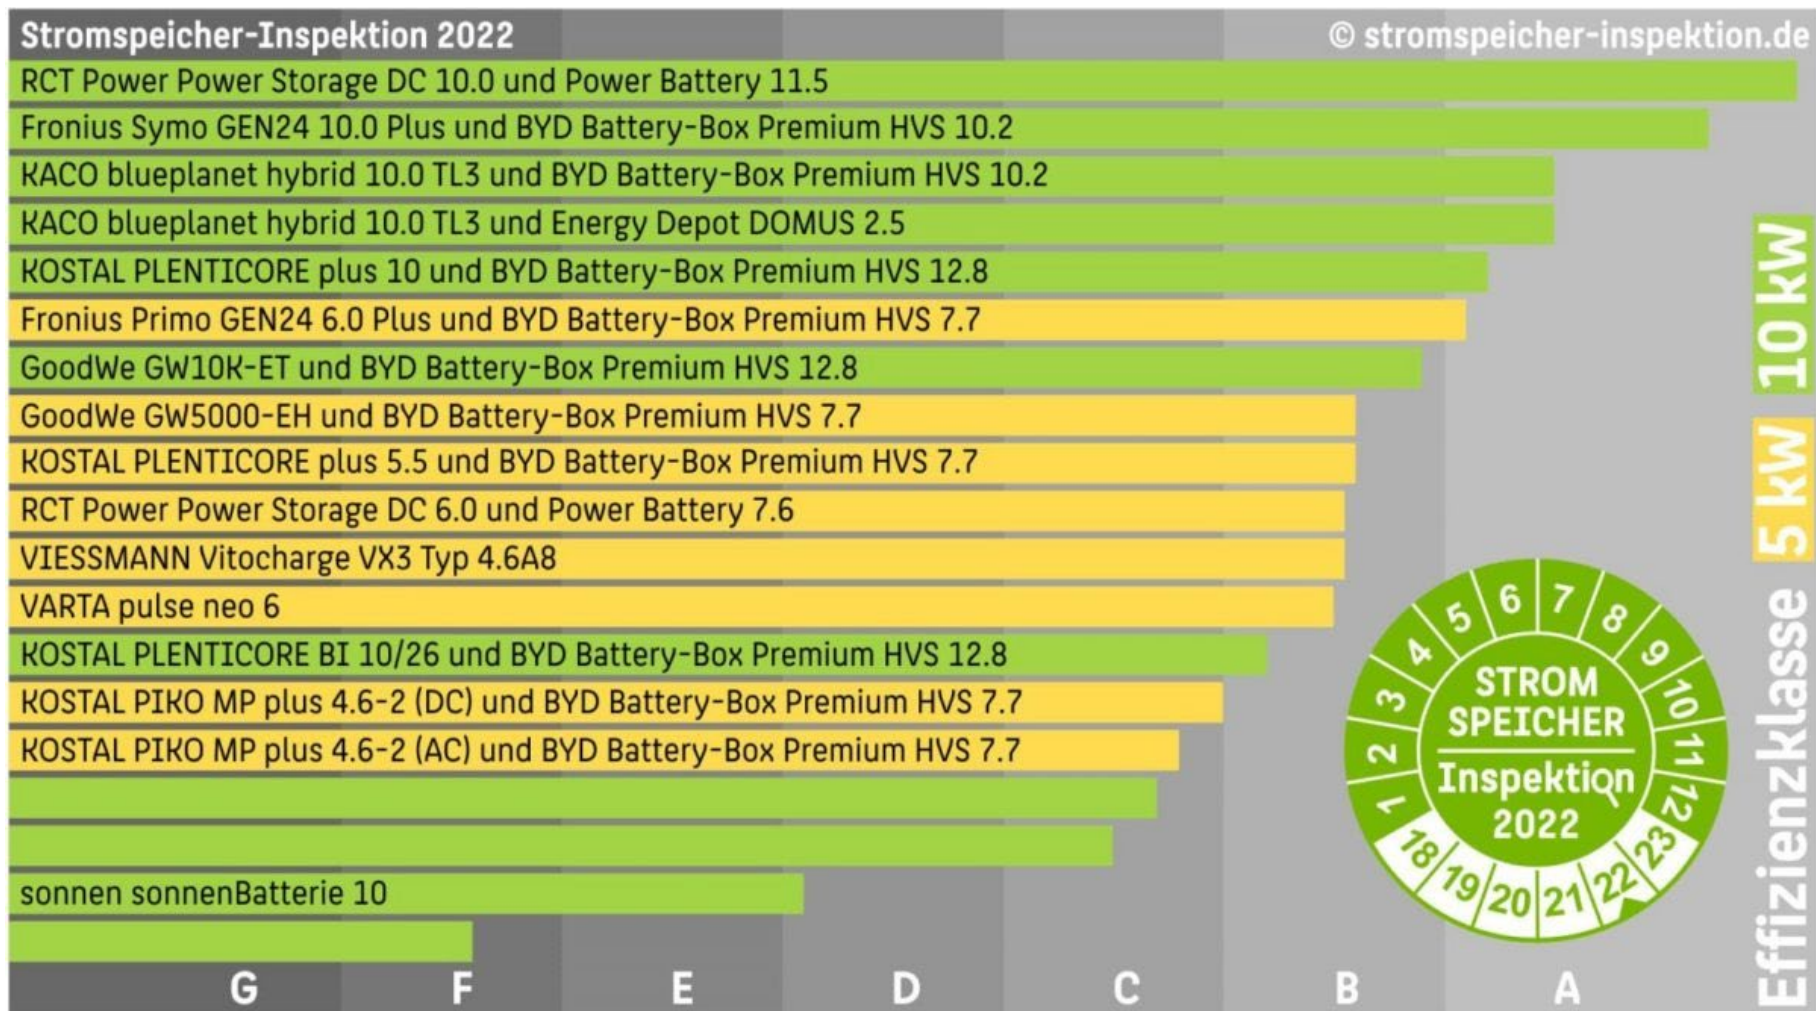 Stromspeicher-Inspektion 2022
© stromspeicher-inspektion.de
RCT Power Power Storage DC 10.0 und Power Battery 11.5
Fronius Symo GEN24 10.0 Plus und BYD Battery-Box Premium HVS 10.2
KACO blueplanet hybrid 10.0 TL3 und BYD Battery-Box Premium HVS 10.2
KACO blueplanet hybrid 10.0 TL3 und Energy Depot DOMUS 2.5
KOSTAL PLENTICORE plus 10 und BYD Battery-Box Premium HVS 12.8
Fronius Primo GEN24 6.0 Plus und BYD Battery-Box Premium HVS 7.7
GoodWe GW10K-ET und BYD Battery-Box Premium HVS 12.8
GoodWe GW5000-EH und BYD Battery-Box Premium HVS 7.7
KOSTAL PLENTICORE plus 5.5 und BYD Battery-Box Premium HVS 7.7
RCT Power Power Storage DC 6.0 und Power Battery 7.6
VIESSMANN Vitocharge VX3 Typ 4.6A8
VARTA pulse neo 6
KOSTAL PLENTICORE BI 10/26 und BYD Battery-Box Premium HVS 12.8
KOSTAL PIKO MP plus 4.6-2 (DC) und BYD Battery-Box Premium HVS 7.7
KOSTAL PIKO MP plus 4.6-2 (AC) und BYD Battery-Box Premium HVS 7.7
sonnen sonnenBatterie 10
G F E D C B A
Effizienzklasse 5 kW 10 kW
1 2 3 4 5 6 7 8 9 10 11 12
STROM
SPEICHER
Inspektion
2022
18 19 20 21 22 23